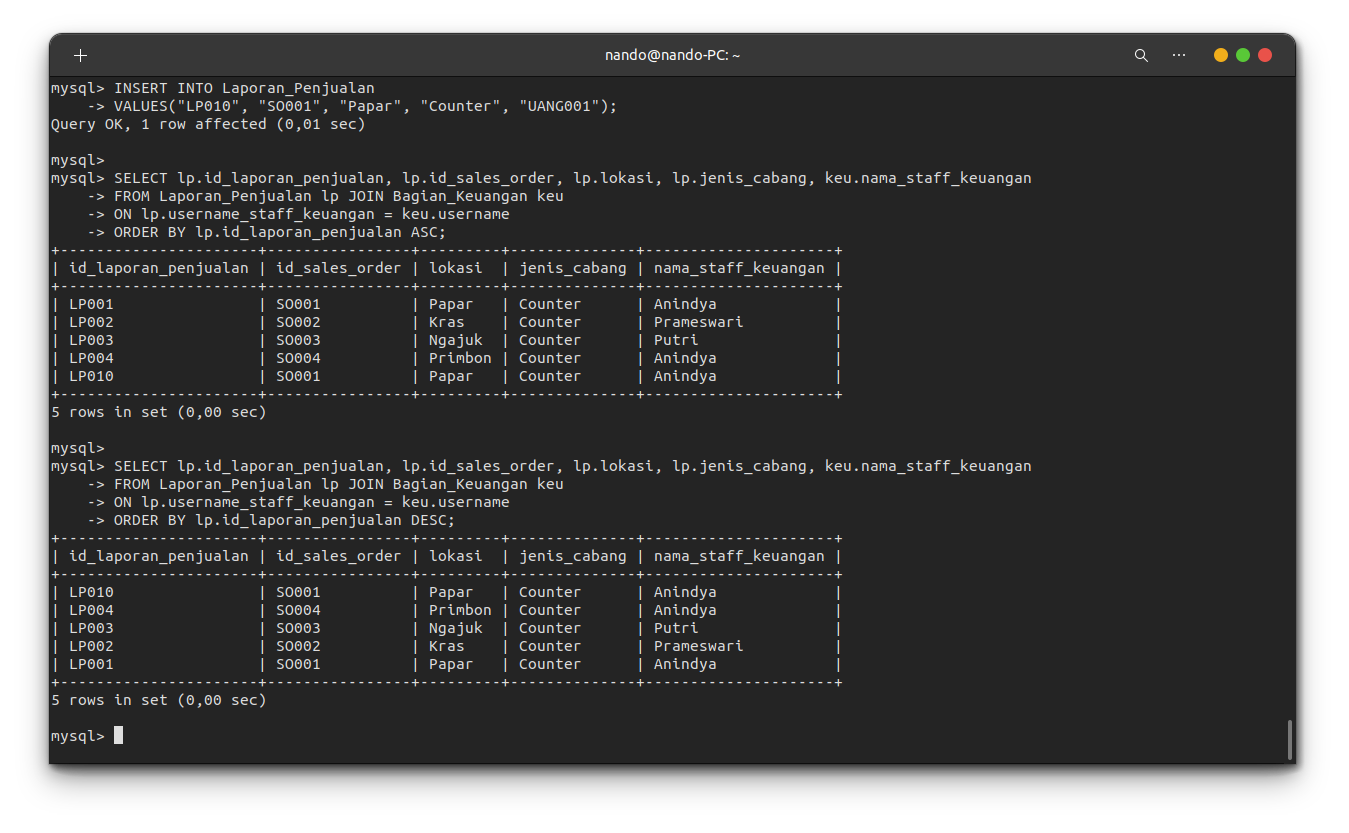 nando@nando-PC: ~
mysql> INSERT INTO Laporan_Penjualan
    -> VALUES("LP010", "SO001", "Papar", "Counter", "UANG001");
Query OK, 1 row affected (0,01 sec)

mysql>
mysql> SELECT lp.id_laporan_penjualan, lp.id_sales_order, lp.lokasi, lp.jenis_cabang, keu.nama_staff_keuangan
    -> FROM Laporan_Penjualan lp JOIN Bagian_Keuangan keu
    -> ON lp.username_staff_keuangan = keu.username
    -> ORDER BY lp.id_laporan_penjualan ASC;
+----------------------+----------------+---------+--------------+---------------------+
| id_laporan_penjualan | id_sales_order | lokasi  | jenis_cabang | nama_staff_keuangan |
+----------------------+----------------+---------+--------------+---------------------+
| LP001                | SO001          | Papar   | Counter      | Anindya             |
| LP002                | SO002          | Kras    | Counter      | Prameswari          |
| LP003                | SO003          | Ngajuk  | Counter      | Putri               |
| LP004                | SO004          | Primbon | Counter      | Anindya             |
| LP010                | SO001          | Papar   | Counter      | Anindya             |
+----------------------+----------------+---------+--------------+---------------------+
5 rows in set (0,00 sec)

mysql>
mysql> SELECT lp.id_laporan_penjualan, lp.id_sales_order, lp.lokasi, lp.jenis_cabang, keu.nama_staff_keuangan
    -> FROM Laporan_Penjualan lp JOIN Bagian_Keuangan keu
    -> ON lp.username_staff_keuangan = keu.username
    -> ORDER BY lp.id_laporan_penjualan DESC;
+----------------------+----------------+---------+--------------+---------------------+
| id_laporan_penjualan | id_sales_order | lokasi  | jenis_cabang | nama_staff_keuangan |
+----------------------+----------------+---------+--------------+---------------------+
| LP010                | SO001          | Papar   | Counter      | Anindya             |
| LP004                | SO004          | Primbon | Counter      | Anindya             |
| LP003                | SO003          | Ngajuk  | Counter      | Putri               |
| LP002                | SO002          | Kras    | Counter      | Prameswari          |
| LP001                | SO001          | Papar   | Counter      | Anindya             |
+----------------------+----------------+---------+--------------+---------------------+
5 rows in set (0,00 sec)

mysql>